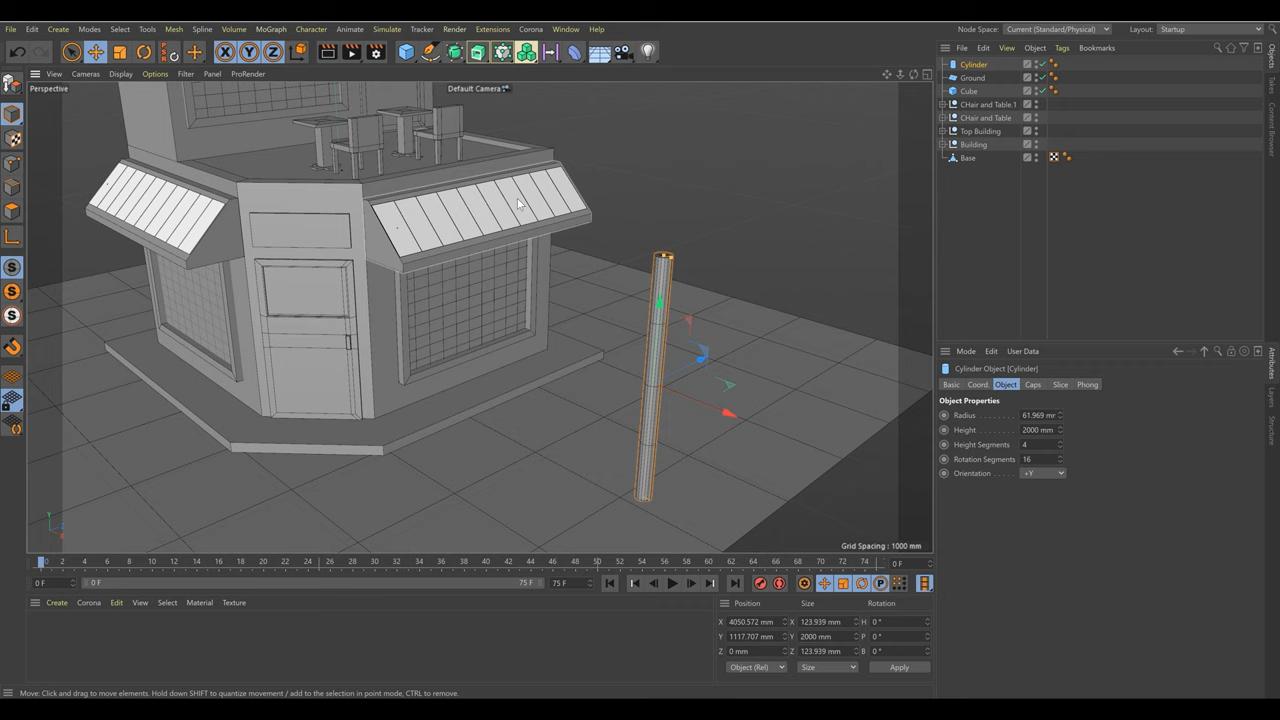 File Edit Create Modes Select Tools Mesh Spline Volume MoGraph Character Animate Simulate Tracker Render Extensions Corona Window Help
Node Space: Current (Standard/Physical) Layout: Startup
X Y Z PSR
File Edit View Object Tags Bookmarks
View Cameras Display Options Filter Panel ProRender
Perspective
Default Camera
Cylinder
Ground
Cube
CHair and Table.1
CHair and Table
Top Building
Building
Base
Objects
Takes
Content Browser
Mode Edit User Data
Cylinder Object [Cylinder]
Basic Coord. Object Caps Slice Phong
Object Properties
Radius 61.969 mm
Height 2000 mm
Height Segments 4
Rotation Segments 16
Orientation +Y
Attributes
Layers
Structure
S
S
S
Y
Grid Spacing : 1000 mm
0 2 4 6 8 10 12 14 16 18 20 22 24 26 28 30 32 34 36 38 40 42 44 46 48 50 52 54 56 58 60 62 64 66 68 70 72 74 0 F
0 F 0 F 75 F 75 F P
Create Corona Edit View Select Material Texture
Position Size Rotation
X 4050.572 mm X 123.939 mm H 0 °
Y 1117.707 mm Y 2000 mm P 0 °
Z 0 mm Z 123.939 mm B 0 °
Object (Rel) Size Apply
Move: Click and drag to move elements. Hold down SHIFT to quantize movement / add to the selection in point mode, CTRL to remove.